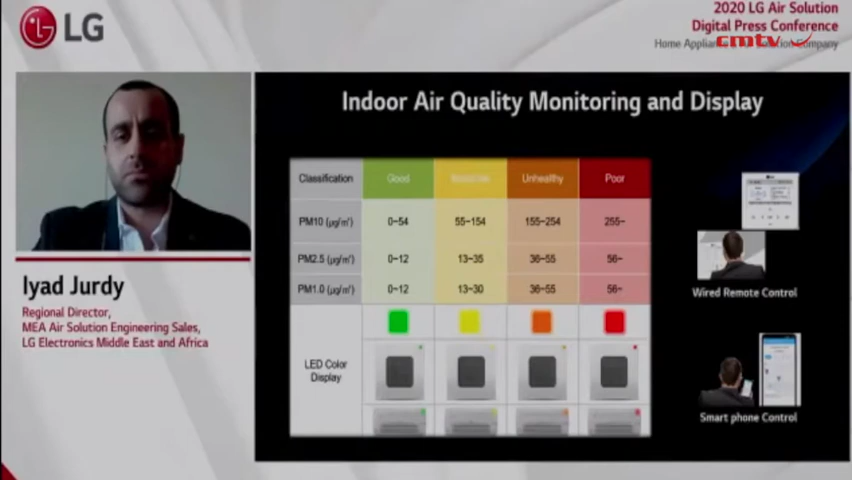 LG
2020 LG Air Solution
Digital Press Conference
Home Appliance
Company
cmtv
Indoor Air Quality Monitoring and Display
Classification Good Unhealthy Poor
PM10 (µg/m³) 0~54 55~154 155~254 255~
PM2.5 (µg/m³) 0~12 13~35 36~55 56~
PM1.0 (µg/m³) 0~12 13~30 36~55 56~
LED Color
Display
Wired Remote Control
Smart phone Control
Iyad Jurdy
Regional Director,
MEA Air Solution Engineering Sales,
LG Electronics Middle East and Africa